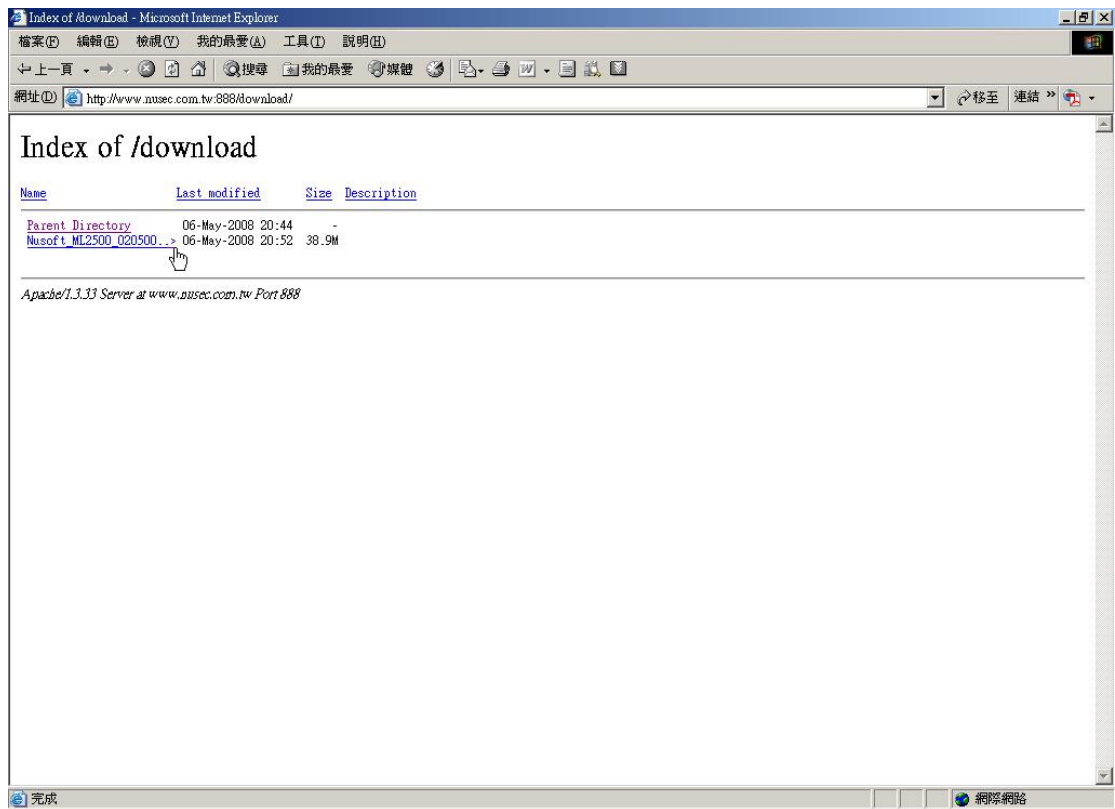 Index of /download - Microsoft Internet Explorer
檔案(F) 編輯(E) 檢視(V) 我的最愛(A) 工具(T) 說明(H)
上一頁 搜尋 我的最愛 媒體
網址(D) http://www.nusec.com.tw:888/download/ 移至 連結 »
Index of /download
Name Last modified Size Description
Parent Directory 06-May-2008 20:44 -
Nusoft_ML2500_020500..> 06-May-2008 20:52 38.9M
Apache/1.3.33 Server at www.nusec.com.tw Port 888
完成 網際網路